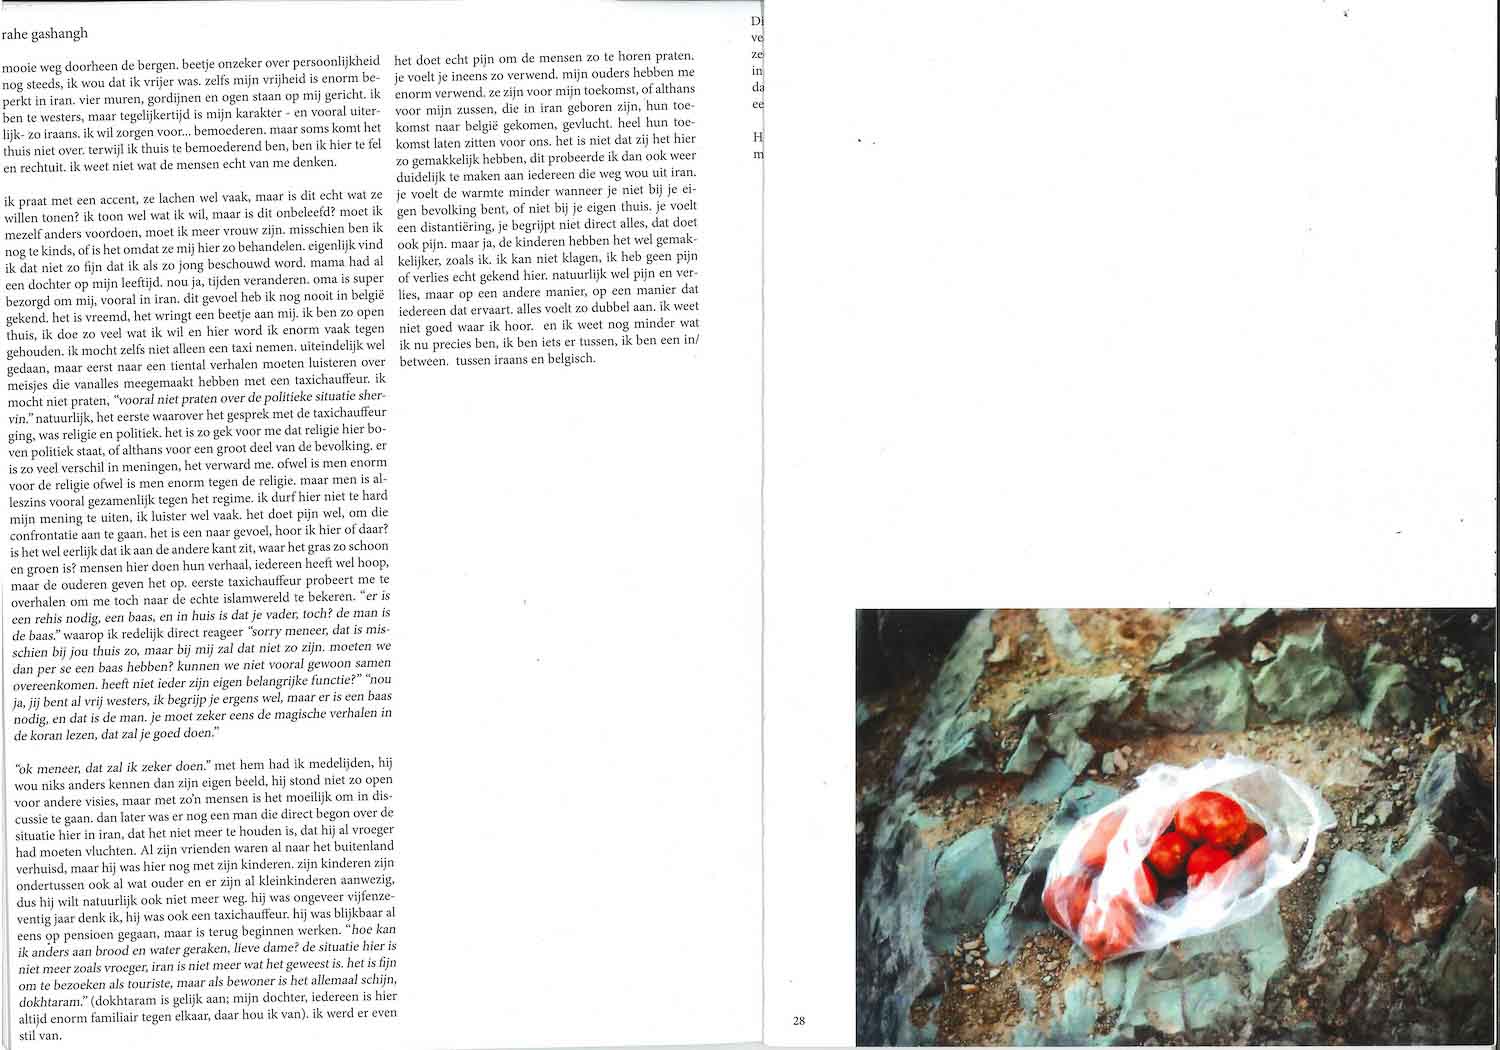 rahe gashangh
mooie weg doorheen de bergen. beetje onzeker over persoonlijkheid
nog steeds, ik wou dat ik vrijer was. zelfs mijn vrijheid is enorm be-
perkt in iran. vier muren, gordijnen en ogen staan op mij gericht. ik
ben te westers, maar tegelijkertijd is mijn karakter - en vooral uiter-
lijk- zo iraans. ik wil zorgen voor... bemoederen. maar soms komt het
thuis niet over. terwijl ik thuis te bemoederend ben, ben ik hier te fel
en rechtuit. ik weet niet wat de mensen echt van me denken.
ik praat met een accent, ze lachen wel vaak, maar is dit echt wat ze
willen tonen? ik toon wel wat ik wil, maar is dit onbeleefd? moet ik
mezelf anders voordoen, moet ik meer vrouw zijn. misschien ben ik
nog te kinds, of is het omdat ze mij hier zo behandelen. eigenlijk vind
ik dat niet zo fijn dat ik als zo jong beschouwd word. mama had al
een dochter op mijn leeftijd. nou ja, tijden veranderen. oma is super
bezorgd om mij, vooral in iran. dit gevoel heb ik nog nooit in belgië
gekend. het is vreemd, het wringt een beetje aan mij. ik ben zo open
thuis, ik doe zo veel wat ik wil en hier word ik enorm vaak tegen
gehouden. ik mocht zelfs niet alleen een taxi nemen. uiteindelijk wel
gedaan, maar eerst naar een tiental verhalen moeten luisteren over
meisjes die vanalles meegemaakt hebben met een taxichauffeur. ik
mocht niet praten, “vooral niet praten over de politieke situatie sher-
vin.” natuurlijk, het eerste waarover het gesprek met de taxichauffeur
ging, was religie en politiek. het is zo gek voor me dat religie hier bo-
ven politiek staat, of althans voor een groot deel van de bevolking. er
is zo veel verschil in meningen, het verward me. ofwel is men enorm
voor de religie ofwel is men enorm tegen de religie. maar men is al-
leszins vooral gezamenlijk tegen het regime. ik durf hier niet te hard
mijn mening te uiten, ik luister wel vaak. het doet pijn wel, om die
confrontatie aan te gaan. het is een naar gevoel, hoor ik hier of daar?
is het wel eerlijk dat ik aan de andere kant zit, waar het gras zo schoon
en groen is? mensen hier doen hun verhaal, iedereen heeft wel hoop,
maar de ouderen geven het op. eerste taxichauffeur probeert me te
overhalen om me toch naar de echte islamwereld te bekeren. “er is
een rehis nodig, een baas, en in huis is dat je vader, toch? de man is
de baas.” waarop ik redelijk direct reageer “sorry meneer, dat is mis-
schien bij jou thuis zo, maar bij mij zal dat niet zo zijn. moeten we
dan per se een baas hebben? kunnen we niet vooral gewoon samen
overeenkomen. heeft niet ieder zijn eigen belangrijke functie?” “nou
ja, jij bent al vrij westers, ik begrijp je ergens wel, maar er is een baas
nodig, en dat is de man. je moet zeker eens de magische verhalen in
de koran lezen, dat zal je goed doen.”
“ok meneer, dat zal ik zeker doen.” met hem had ik medelijden, hij
wou niks anders kennen dan zijn eigen beeld, hij stond niet zo open
voor andere visies, maar met zo’n mensen is het moeilijk om in dis-
cussie te gaan. dan later was er nog een man die direct begon over de
situatie hier in iran, dat het niet meer te houden is, dat hij al vroeger
had moeten vluchten. Al zijn vrienden waren al naar het buitenland
verhuisd, maar hij was hier nog met zijn kinderen. zijn kinderen zijn
ondertussen ook al wat ouder en er zijn al kleinkinderen aanwezig,
dus hij wilt natuurlijk ook niet meer weg. hij was ongeveer vijfenze-
ventig jaar denk ik, hij was ook een taxichauffeur. hij was blijkbaar al
eens op pensioen gegaan, maar is terug beginnen werken. “hoe kan
ik anders aan brood en water geraken, lieve dame? de situatie hier is
niet meer zoals vroeger, iran is niet meer wat het geweest is. het is fijn
om te bezoeken als touriste, maar als bewoner is het allemaal schijn,
dokhtaram.” (dokhtaram is gelijk aan; mijn dochter, iedereen is hier
altijd enorm familiair tegen elkaar, daar hou ik van). ik werd er even
stil van.
het doet echt pijn om de mensen zo te horen praten.
je voelt je ineens zo verwend. mijn ouders hebben me
enorm verwend. ze zijn voor mijn toekomst, of althans
voor mijn zussen, die in iran geboren zijn, hun toe-
komst naar belgië gekomen, gevlucht. heel hun toe-
komst laten zitten voor ons. het is niet dat zij het hier
zo gemakkelijk hebben, dit probeerde ik dan ook weer
duidelijk te maken aan iedereen die weg wou uit iran.
je voelt de warmte minder wanneer je niet bij je ei-
gen bevolking bent, of niet bij je eigen thuis. je voelt
een distantiëring, je begrijpt niet direct alles, dat doet
ook pijn. maar ja, de kinderen hebben het wel gemak-
kelijker, zoals ik. ik kan niet klagen, ik heb geen pijn
of verlies echt gekend hier. natuurlijk wel pijn en ver-
lies, maar op een andere manier, op een manier dat
iedereen dat ervaart. alles voelt zo dubbel aan. ik weet
niet goed waar ik hoor. en ik weet nog minder wat
ik nu precies ben, ik ben iets er tussen, ik ben een in/
between. tussen iraans en belgisch.
Di
ve
ze
in
da
ee
H
m
28